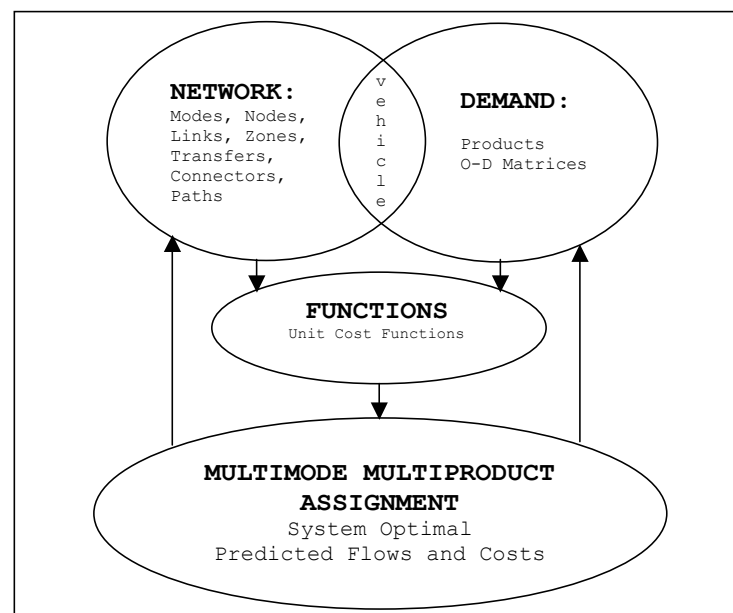 NETWORK:
Modes, Nodes,
Links, Zones,
Transfers,
Connectors,
Paths
vehicle
DEMAND:
Products
O-D Matrices
FUNCTIONS
Unit Cost Functions
MULTIMODE MULTIPRODUCT
ASSIGNMENT
System Optimal
Predicted Flows and Costs